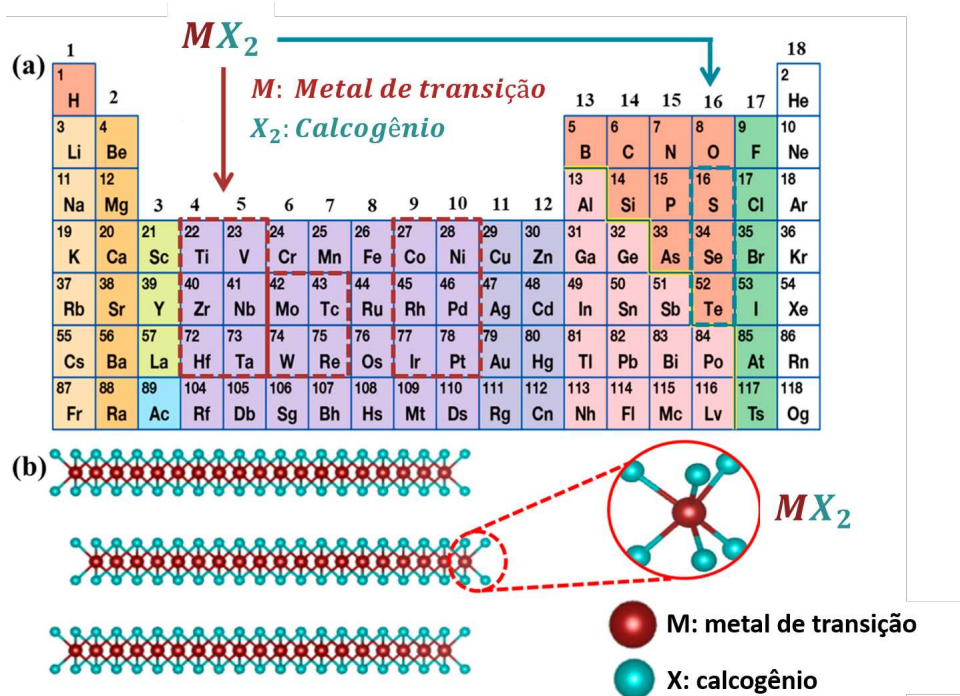 MX₂
1
18
(a)
M: Metal de transição
X₂: Calcogênio
1 2
H 2 13 14 15 16 17 He
3 4 5 6 7 8 9 10
Li Be B C N O F Ne
11 12 13 14 15 16 17 18
Na Mg 3 4 5 6 7 8 9 10 11 12 Al Si P S Cl Ar
19 20 21 22 23 24 25 26 27 28 29 30 31 32 33 34 35 36
K Ca Sc Ti V Cr Mn Fe Co Ni Cu Zn Ga Ge As Se Br Kr
37 38 39 40 41 42 43 44 45 46 47 48 49 50 51 52 53 54
Rb Sr Y Zr Nb Mo Tc Ru Rh Pd Ag Cd In Sn Sb Te I Xe
55 56 57 72 73 74 75 76 77 78 79 80 81 82 83 84 85 86
Cs Ba La Hf Ta W Re Os Ir Pt Au Hg Tl Pb Bi Po At Rn
87 88 89 104 105 106 107 108 109 110 111 112 113 114 115 116 117 118
Fr Ra Ac Rf Db Sg Bh Hs Mt Ds Rg Cn Nh Fl Mc Lv Ts Og
(b)
MX₂
M: metal de transição
X: calcogênio